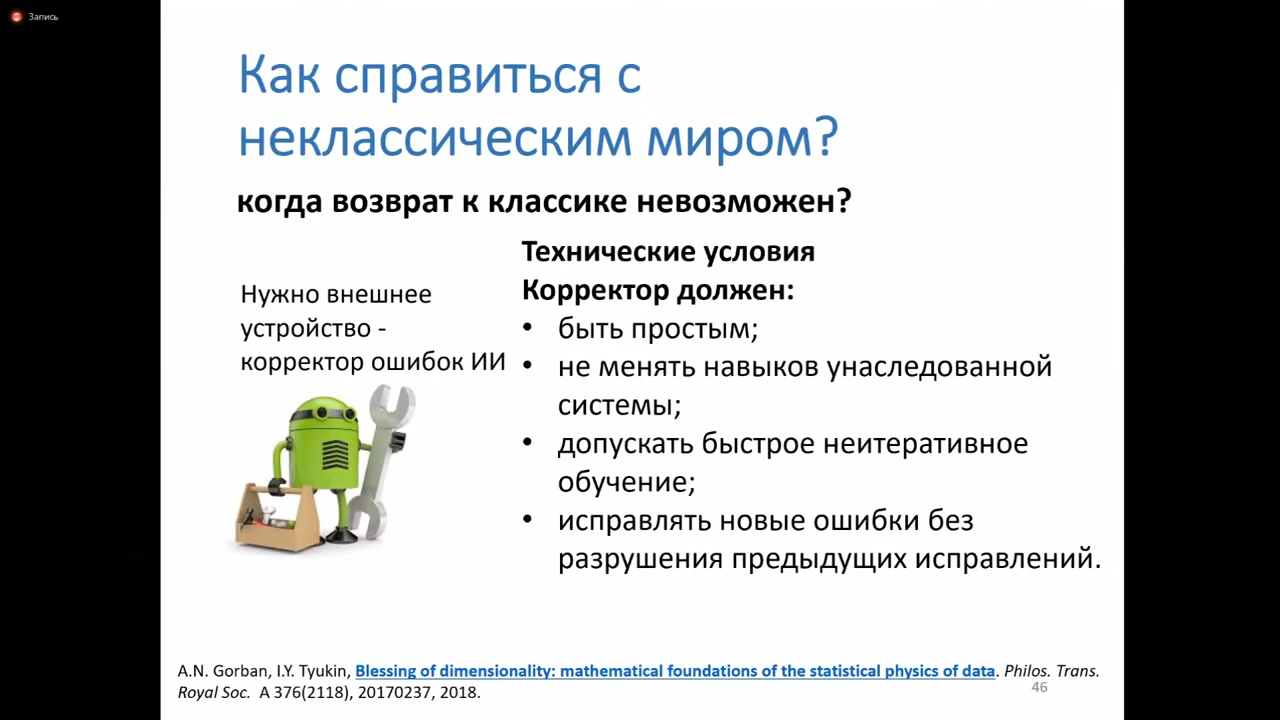 Запись
Как справиться с
неклассическим миром?
когда возврат к классике невозможен?
Нужно внешнее
устройство -
корректор ошибок ИИ
Технические условия
Корректор должен:
• быть простым;
• не менять навыков унаследованной
системы;
• допускать быстрое неитеративное
обучение;
• исправлять новые ошибки без
разрушения предыдущих исправлений.
A.N. Gorban, I.Y. Tyukin, Blessing of dimensionality: mathematical foundations of the statistical physics of data. Philos. Trans.
Royal Soc. A 376(2118), 20170237, 2018.
46